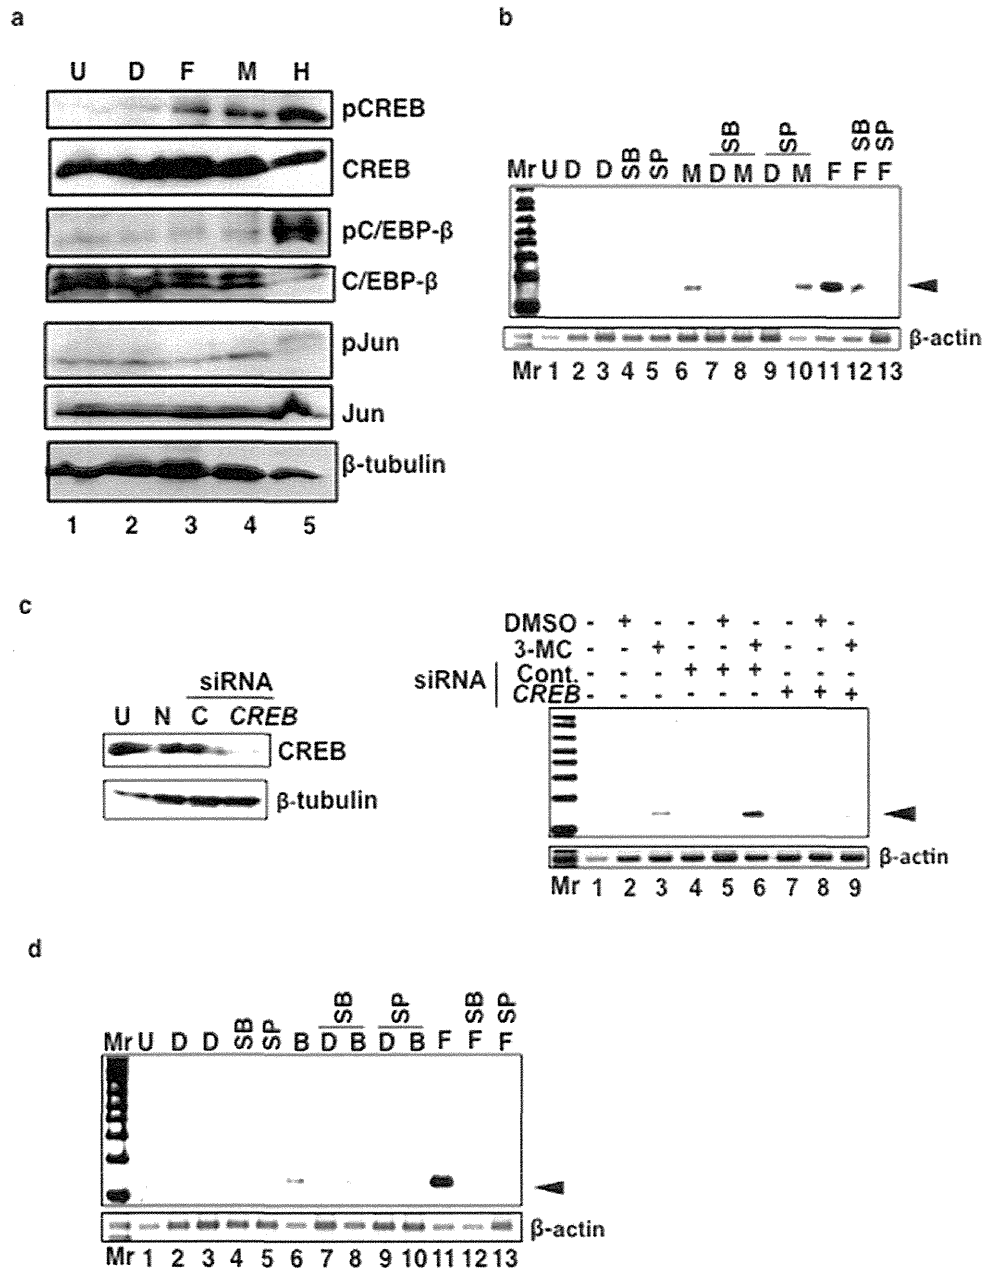 a
U D F M H
pCREB
CREB
pC/EBP-β
C/EBP-β
pJun
Jun
β-tubulin
1 2 3 4 5
b
SB SP SB SP
Mr U D D SB SP M D M D M F F F
β-actin
Mr 1 2 3 4 5 6 7 8 9 10 11 12 13
c
siRNA
U N C CREB
CREB
β-tubulin
DMSO - + - - + - - + -
3-MC - - + - - + - - +
siRNA
Cont. - - - + + + - - -
CREB - - - - - - + + +
β-actin
Mr 1 2 3 4 5 6 7 8 9
d
SB SP SB SP
Mr U D D SB SP B D B D B F F F
β-actin
Mr 1 2 3 4 5 6 7 8 9 10 11 12 13